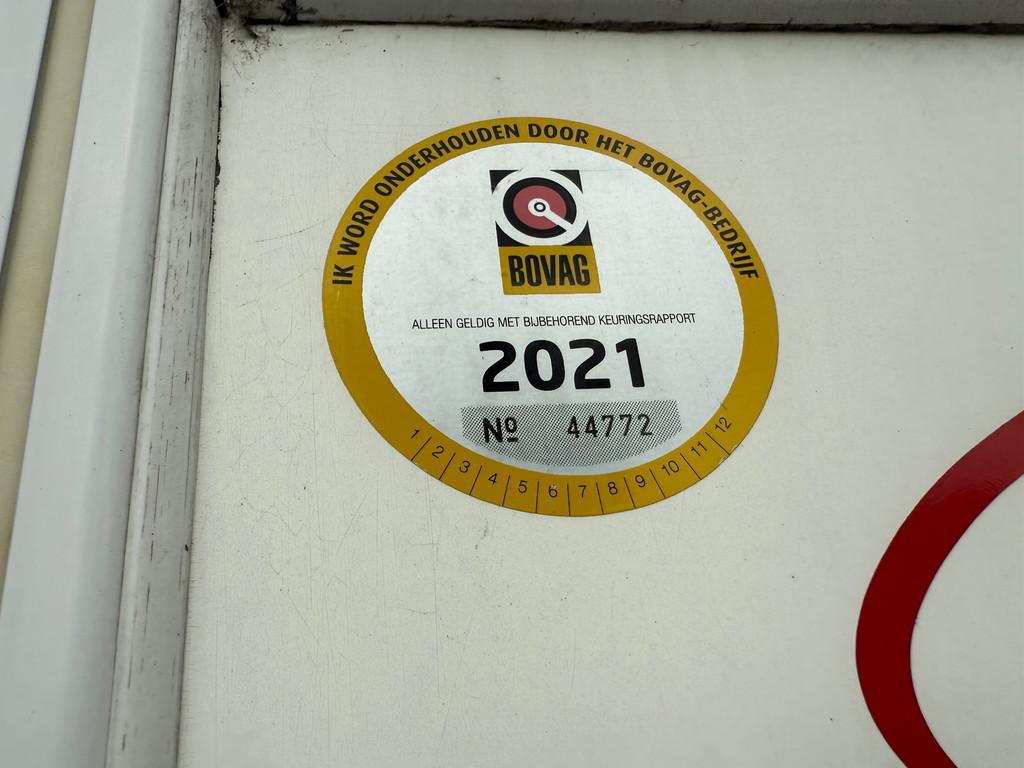 IK WORD ONDERHOUDEN DOOR HET BOVAG-BEDRIJF
BOVAG
ALLEEN GELDIG MET BIJBEHOREND KEURINGSRAPPORT
2021
Nº 44772
1 2 3 4 5 6 7 8 9 10 11 12